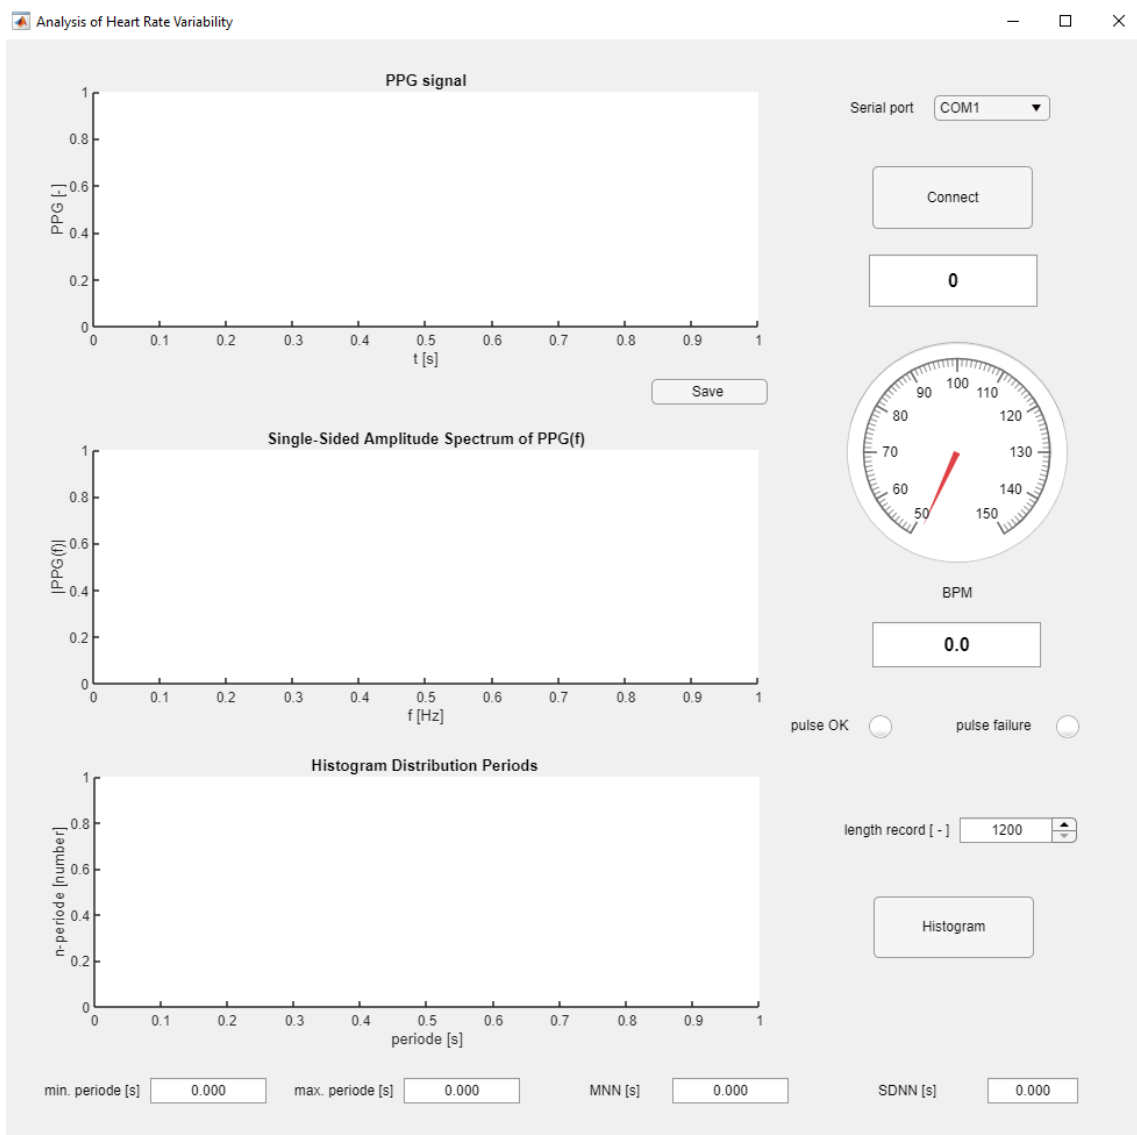 Analysis of Heart Rate Variability
PPG signal
Serial port COM1
1
0.8
0.6
0.4
0.2
0
PPG [-]
0 0.1 0.2 0.3 0.4 0.5 0.6 0.7 0.8 0.9 1
t [s]
Connect
0
Save
50 60 70 80 90 100 110 120 130 140 150
BPM
0.0
Single-Sided Amplitude Spectrum of PPG(f)
1
0.8
0.6
0.4
0.2
0
|PPG(f)|
0 0.1 0.2 0.3 0.4 0.5 0.6 0.7 0.8 0.9 1
f [Hz]
pulse OK pulse failure
Histogram Distribution Periods
1
0.8
0.6
0.4
0.2
0
n-periode [number]
0 0.1 0.2 0.3 0.4 0.5 0.6 0.7 0.8 0.9 1
periode [s]
length record [ - ] 1200
Histogram
min. periode [s] 0.000 max. periode [s] 0.000 MNN [s] 0.000 SDNN [s] 0.000